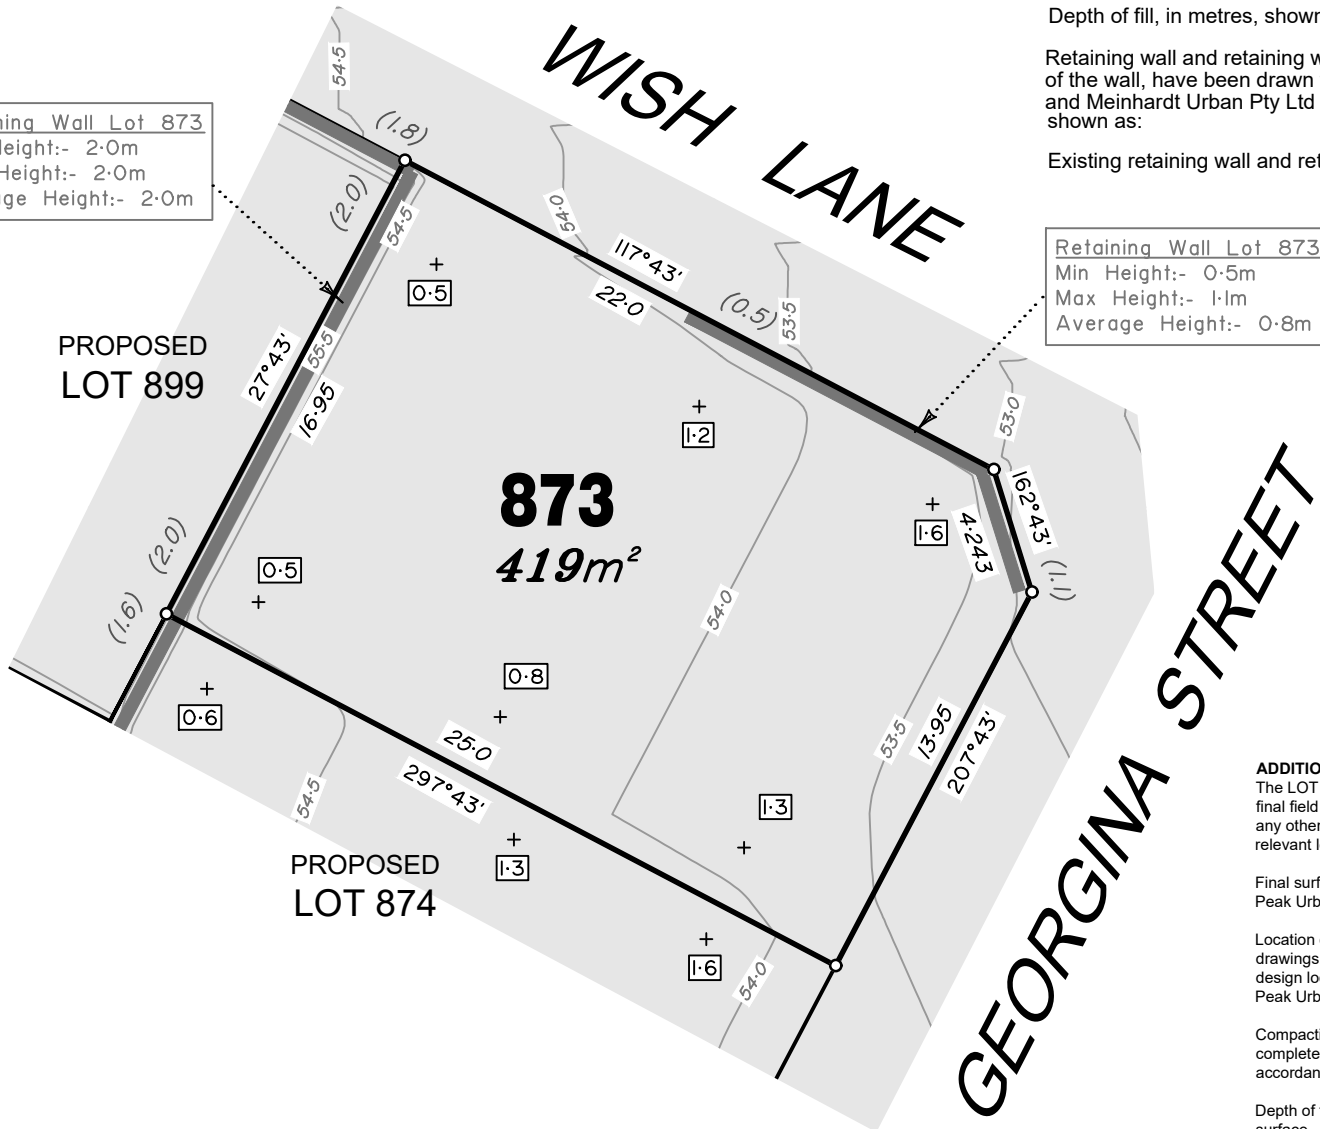 Depth of fill, in metres, shown
Retaining wall and retaining w
of the wall, have been drawn
and Meinhardt Urban Pty Ltd
shown as:
Existing retaining wall and ret
WISH LANE
ning Wall Lot 873
Height:- 2·0m
Height:- 2·0m
age Height:- 2·0m
Retaining Wall Lot 873
Min Height:- 0·5m
Max Height:- 1·1m
Average Height:- 0·8m
54·5
(1.8)
(2.0)
54·5
54·0
117°43'
22·0
(0.5)
53·5
0·5
PROPOSED
LOT 899
27°43'
55·5
16·95
1·2
53·0
873
419m²
1·6
4·243
162°43'
(1.1)
(2.0)
0·5
(1.6)
54·0
0·8
0·6
25·0
297°43'
54·5
53·5
13·95
207°43'
1·3
PROPOSED
LOT 874
1·3
1·6
54·0
GEORGINA STREET
ADDITIO
The LOT
final field
any other
relevant l
Final surf
Peak Urb
Location
drawings
design lo
Peak Urb
Compacti
complete
accordan
Depth of
surface